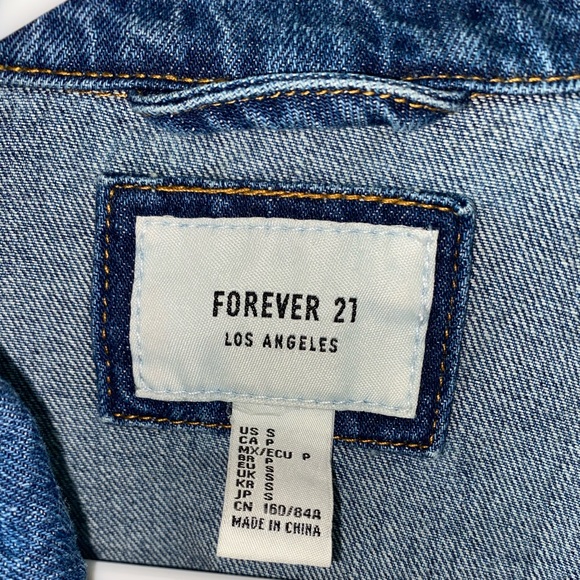 FOREVER 21
LOS ANGELES
US S
CA P
MX/ECU P
BR P
EU S
UK S
KR S
JP S
CN 160/84A
MADE IN CHINA